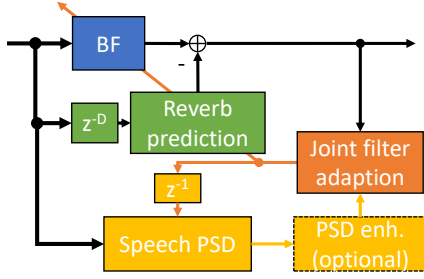 BF
-
z-D
Reverb
prediction
Joint filter
adaption
z-1
Speech PSD
PSD enh.
(optional)